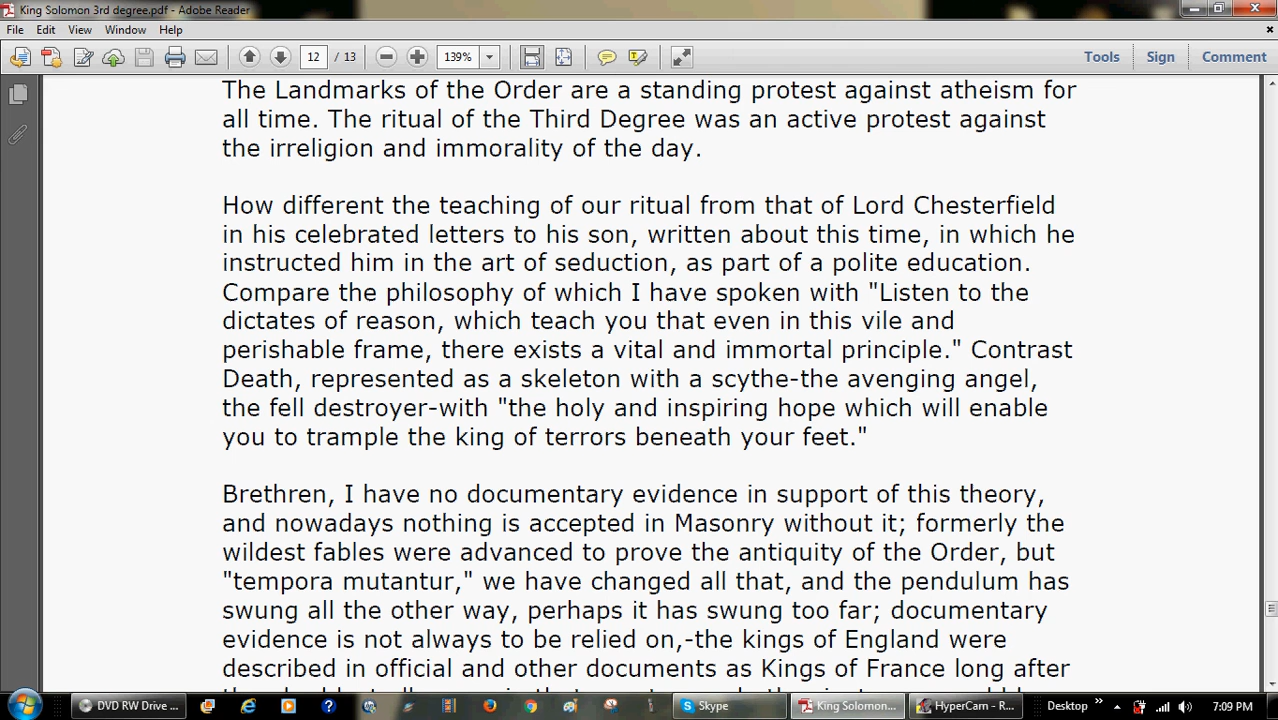 King Solomon 3rd degree.pdf - Adobe Reader
File Edit View Window Help
12 / 13 139% Tools Sign Comment
The Landmarks of the Order are a standing protest against atheism for
all time. The ritual of the Third Degree was an active protest against
the irreligion and immorality of the day.
How different the teaching of our ritual from that of Lord Chesterfield
in his celebrated letters to his son, written about this time, in which he
instructed him in the art of seduction, as part of a polite education.
Compare the philosophy of which I have spoken with "Listen to the
dictates of reason, which teach you that even in this vile and
perishable frame, there exists a vital and immortal principle." Contrast
Death, represented as a skeleton with a scythe-the avenging angel,
the fell destroyer-with "the holy and inspiring hope which will enable
you to trample the king of terrors beneath your feet."
Brethren, I have no documentary evidence in support of this theory,
and nowadays nothing is accepted in Masonry without it; formerly the
wildest fables were advanced to prove the antiquity of the Order, but
"tempora mutantur," we have changed all that, and the pendulum has
swung all the other way, perhaps it has swung too far; documentary
evidence is not always to be relied on,-the kings of England were
described in official and other documents as Kings of France long after
DVD RW Drive ... Skype King Solomon... HyperCam - R... Desktop 7:09 PM